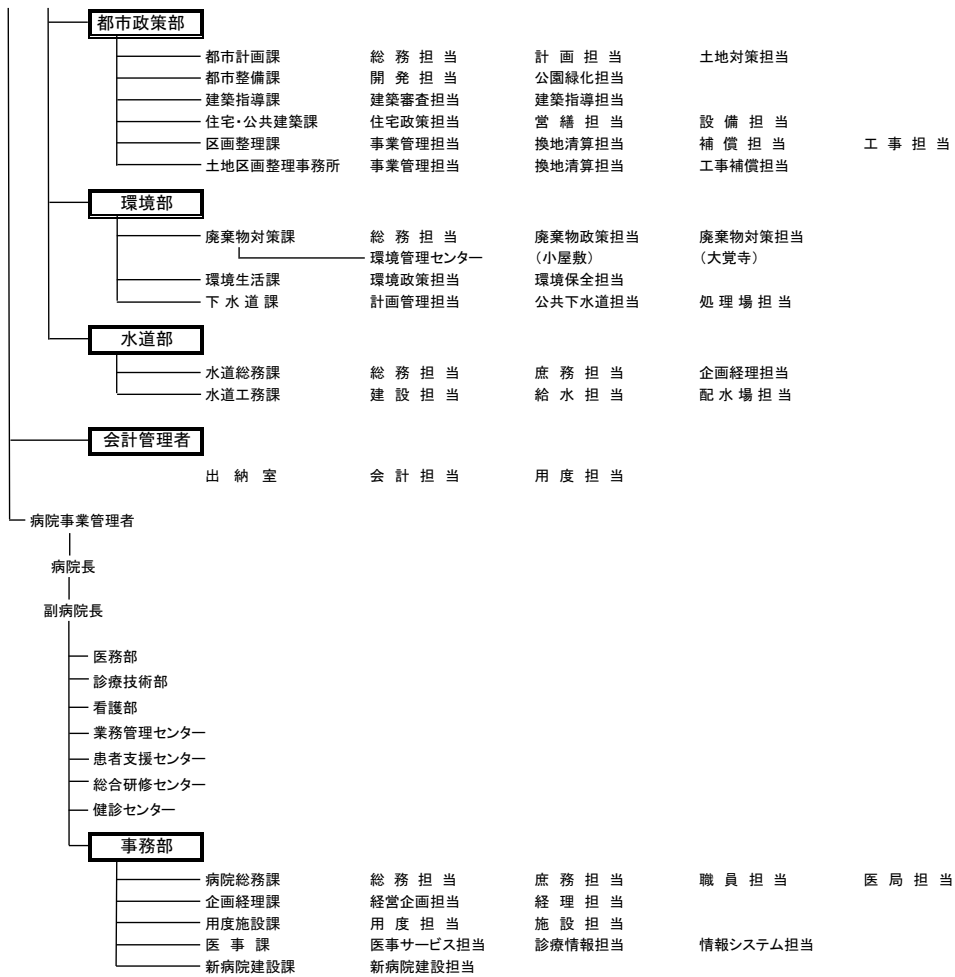 都市政策部
都市計画課 総務担当 計画担当 土地対策担当
都市整備課 開発担当 公園緑化担当
建築指導課 建築審査担当 建築指導担当
住宅・公共建築課 住宅政策担当 営繕担当 設備担当
区画整理課 事業管理担当 換地清算担当 補償担当 工事担当
土地区画整理事務所 事業管理担当 換地清算担当 工事補償担当
環境部
廃棄物対策課 総務担当 廃棄物政策担当 廃棄物対策担当
環境管理センター (小屋敷) (大覚寺)
環境生活課 環境政策担当 環境保全担当
下水道課 計画管理担当 公共下水道担当 処理場担当
水道部
水道総務課 総務担当 庶務担当 企画経理担当
水道工務課 建設担当 給水担当 配水場担当
会計管理者
出納室 会計担当 用度担当
病院事業管理者
病院長
副病院長
医務部
診療技術部
看護部
業務管理センター
患者支援センター
総合研修センター
健診センター
事務部
病院総務課 総務担当 庶務担当 職員担当 医局担当
企画経理課 経営企画担当 経理担当
用度施設課 用度担当 施設担当
医事課 医事サービス担当 診療情報担当 情報システム担当
新病院建設課 新病院建設担当